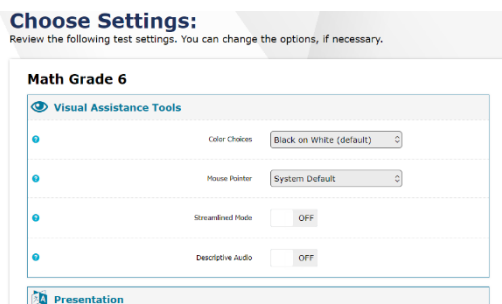 Choose Settings:
Review the following test settings. You can change the options, if necessary.
Math Grade 6
Visual Assistance Tools
Color Choices Black on White (default)
Mouse Pointer System Default
Streamlined Mode OFF
Descriptive Audio OFF
Presentation